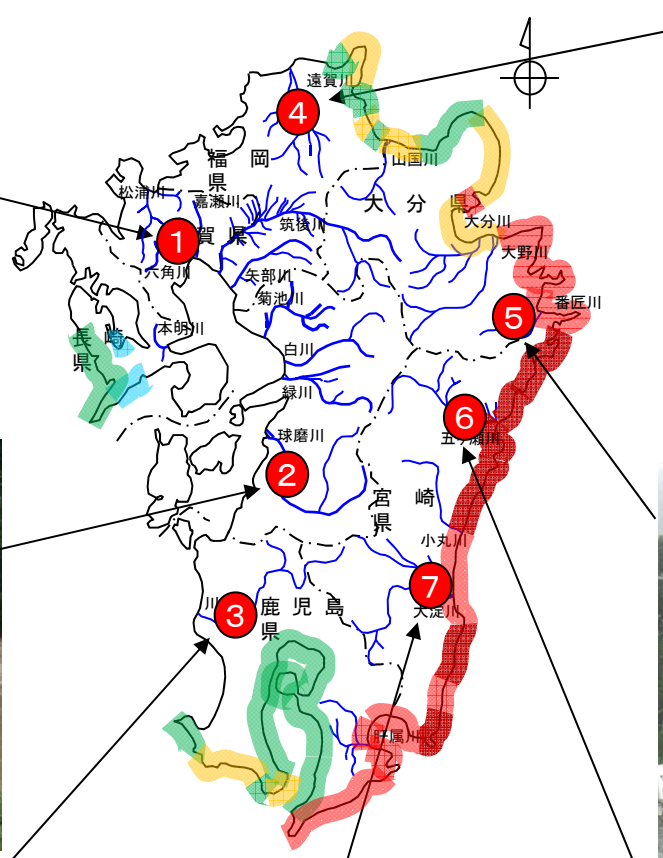 遠賀川
4
福 岡
県
山国川
松浦川
嘉瀬川
大 分 県
筑後川
大分川
1
賀 県
大野川
六角川
矢部川
菊池川
番匠川
5
長 崎
県
本明川
白川
緑川
6
五ヶ瀬川
球磨川
2
宮 崎
県
小丸川
7
川
3
鹿 児 島
県
大淀川
肝属川